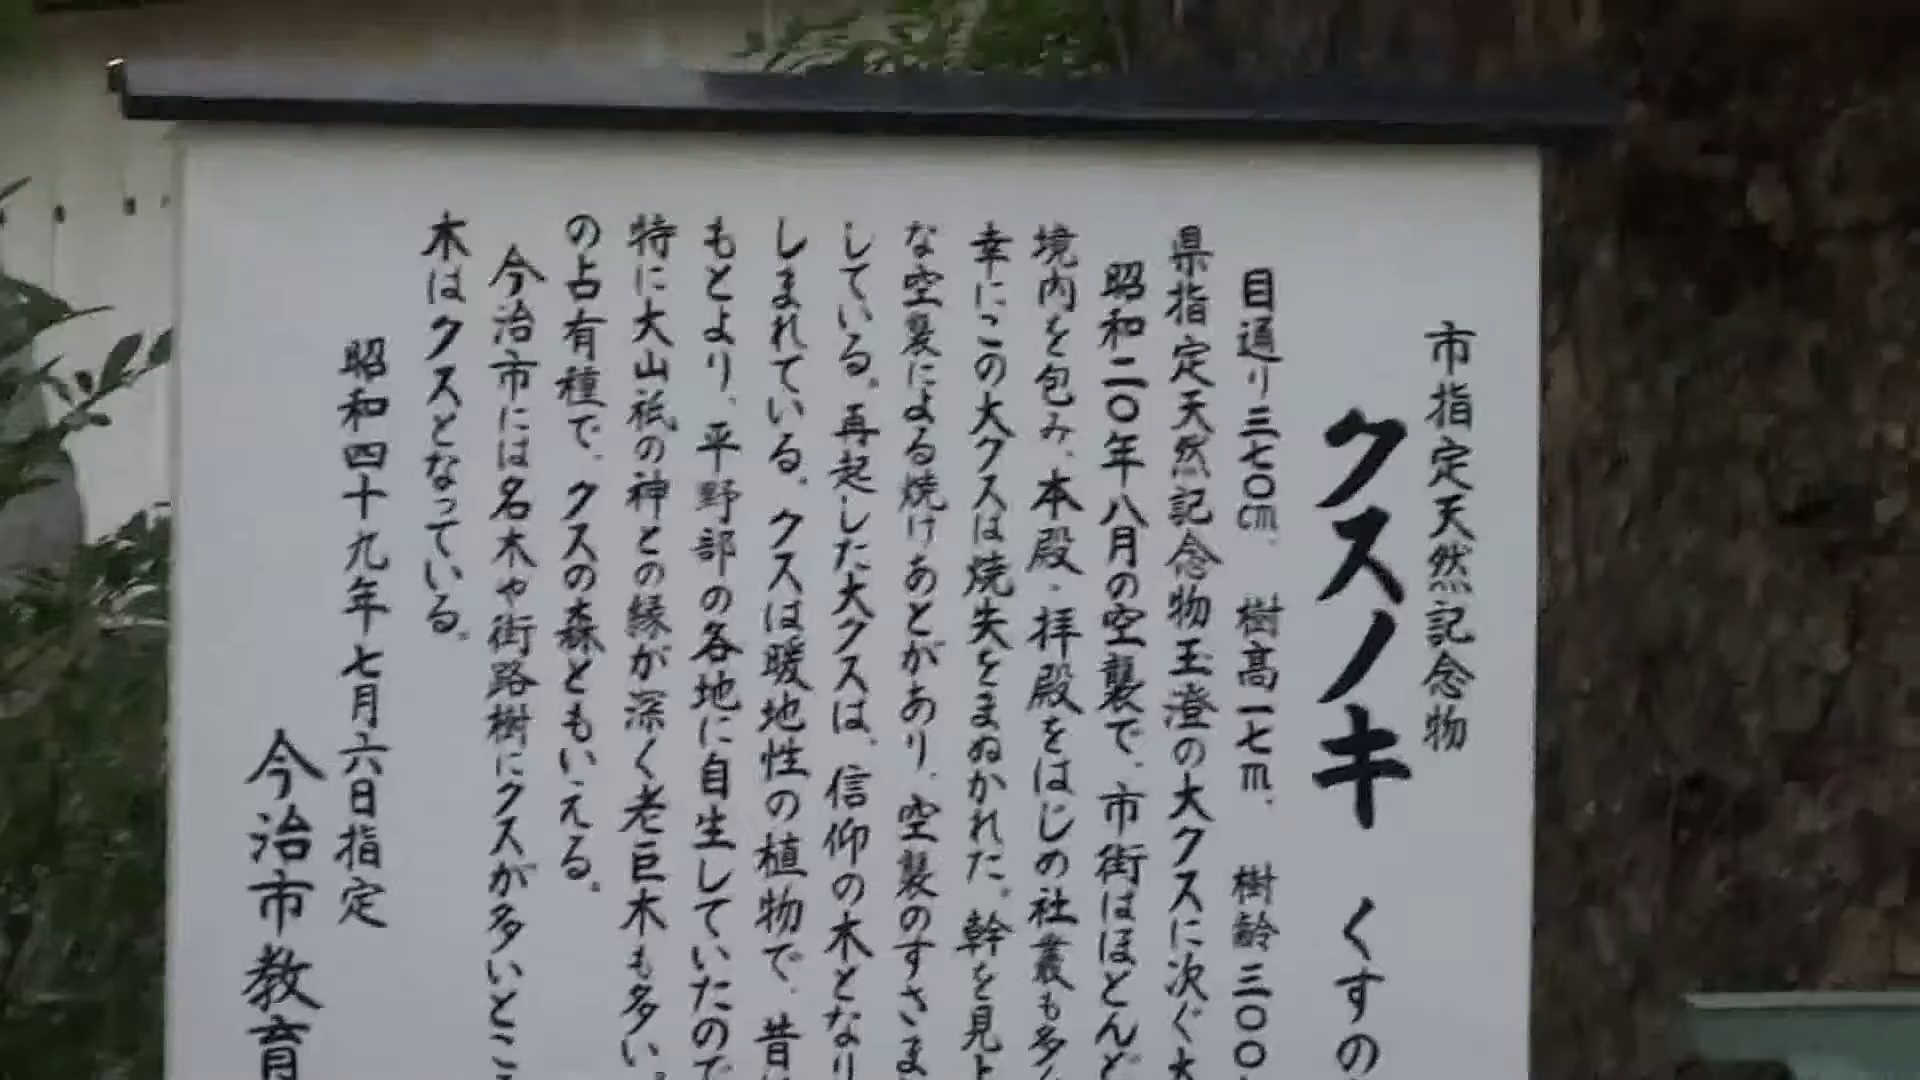 市指定天然記念物
クスノキ くすの
目通り三七〇cm、 樹高一七m、 樹齢三〇〇
県指定天然記念物玉澄の大クスに次ぐ大
昭和二〇年八月の空襲で、市街はほとんど
境内を包み、本殿・拝殿をはじめの社叢も多
幸にこの大クスは焼失をまぬかれた。幹を見上
な空襲による焼けあとがあり、空襲のすさま
している。再起した大クスは、信仰の木となり
しまれている。クスは暖地性の植物で、昔
もとより、平野部の各地に自生していたので
特に大山祇の神との縁が深く老巨木も多い。
の占有種で、クスの森ともいえる。
今治市には名木や街路樹にクスが多いとこ
木はクスとなっている。
昭和四十九年七月六日指定
今治市教育